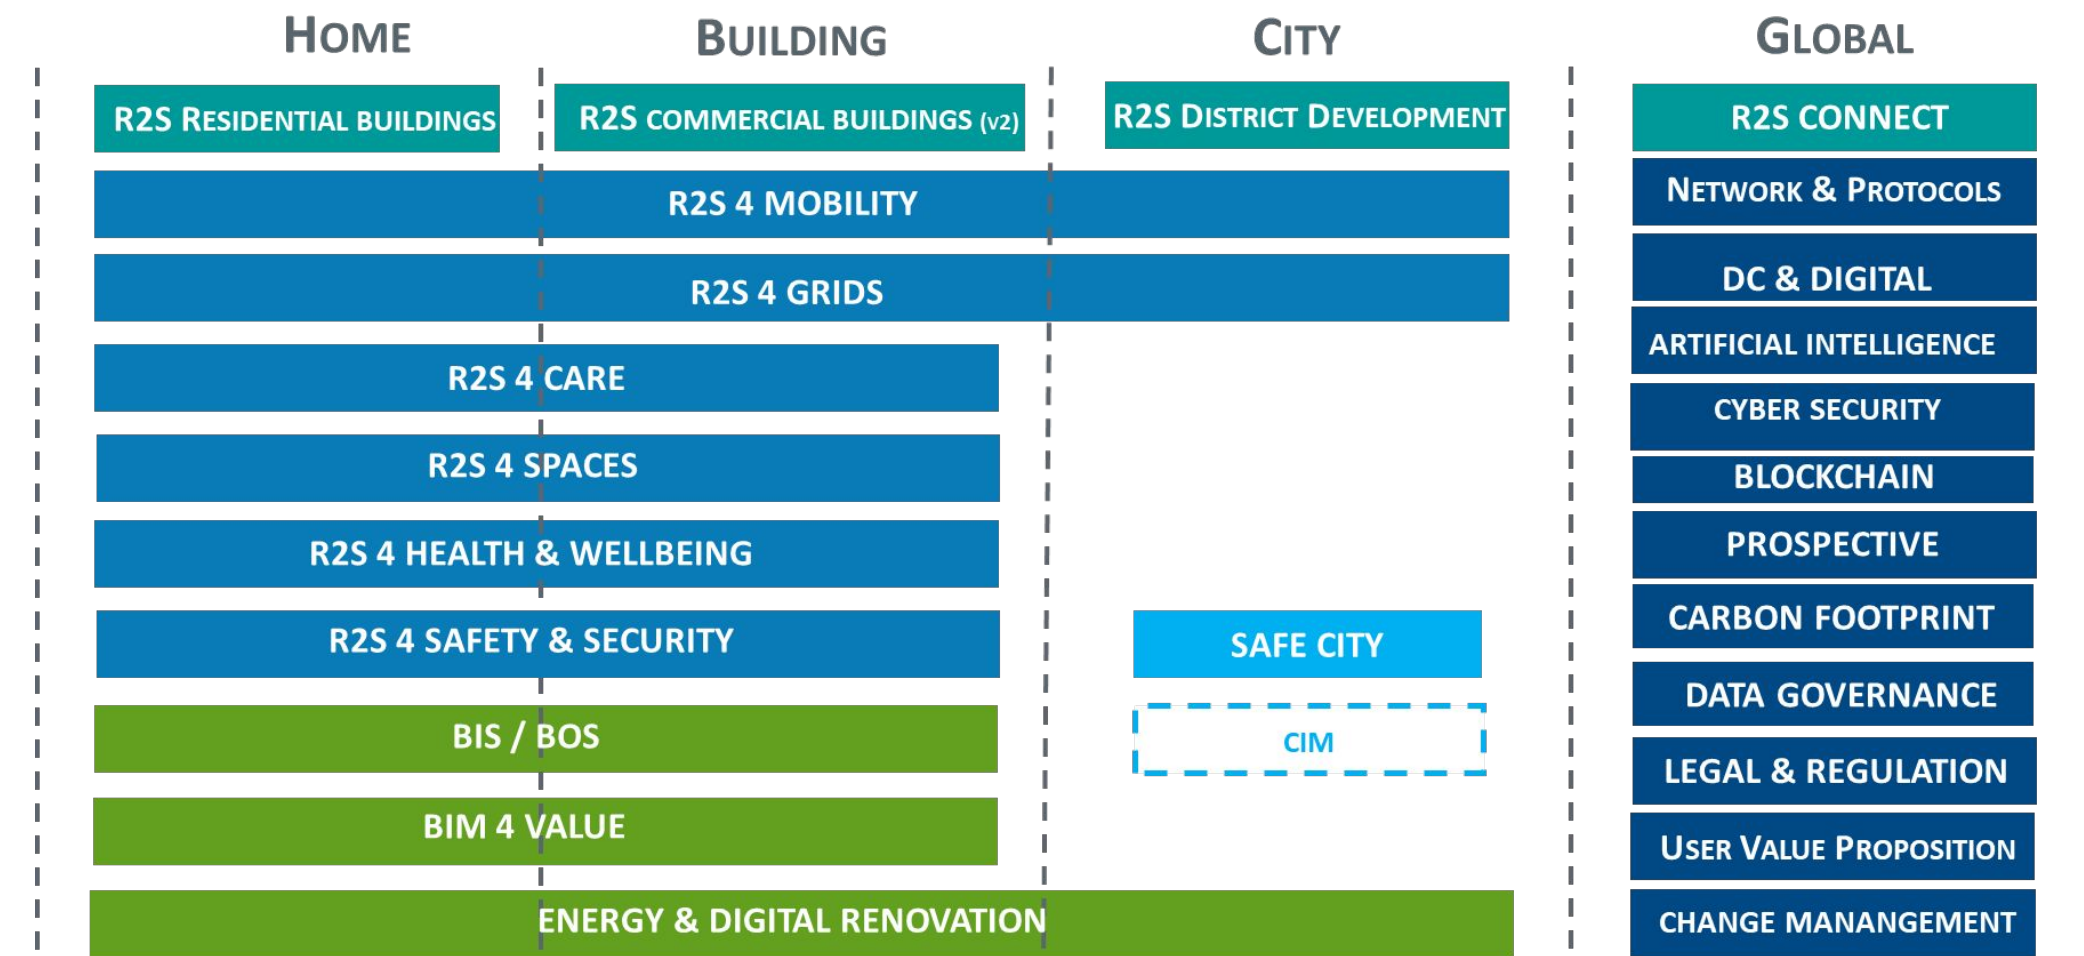 HOME
BUILDING
CITY
GLOBAL
R2S RESIDENTIAL BUILDINGS
R2S COMMERCIAL BUILDINGS (V2)
R2S DISTRICT DEVELOPMENT
R2S CONNECT
R2S 4 MOBILITY
R2S 4 GRIDS
R2S 4 CARE
R2S 4 SPACES
R2S 4 HEALTH & WELLBEING
R2S 4 SAFETY & SECURITY
BIS / BOS
BIM 4 VALUE
ENERGY & DIGITAL RENOVATION
SAFE CITY
CIM
NETWORK & PROTOCOLS
DC & DIGITAL
ARTIFICIAL INTELLIGENCE
CYBER SECURITY
BLOCKCHAIN
PROSPECTIVE
CARBON FOOTPRINT
DATA GOVERNANCE
LEGAL & REGULATION
USER VALUE PROPOSITION
CHANGE MANANGEMENT